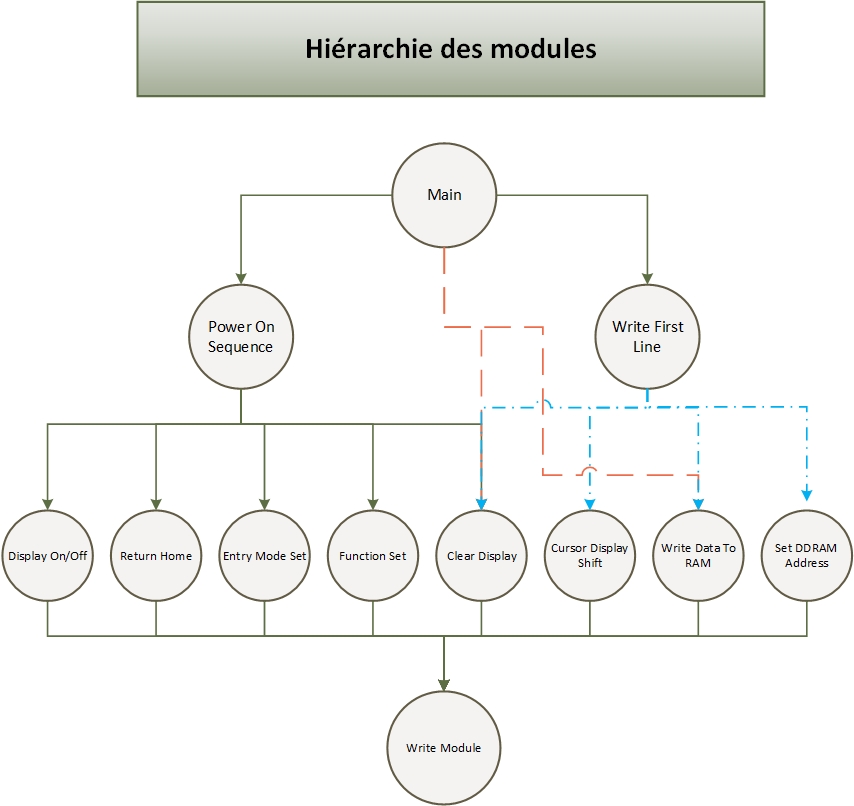 Hiérarchie des modules
Main
Power On
Sequence
Write First
Line
Display On/Off
Return Home
Entry Mode Set
Function Set
Clear Display
Cursor Display
Shift
Write Data To
RAM
Set DDRAM
Address
Write Module